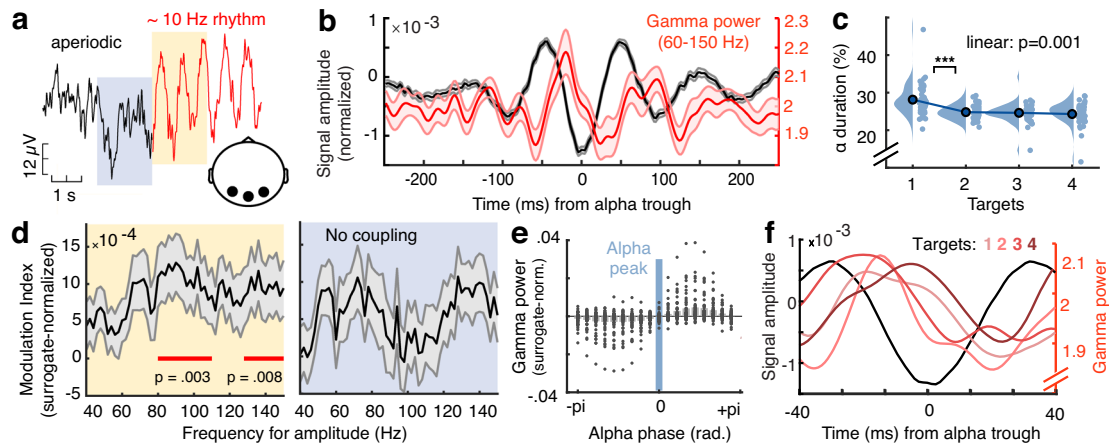 a
~ 10 Hz rhythm
aperiodic
12 µV
1 s
b
×10⁻³
Gamma power
(60-150 Hz)
Signal amplitude
(normalized)
1
0
-1
2.3
2.2
2.1
2
1.9
-200 -100 0 100 200
Time (ms) from alpha trough
c
linear: p=0.001
***
α duration (%)
50
40
30
20
1 2 3 4
Targets
d
×10⁻⁴
No coupling
Modulation Index
(surrogate-normalized)
15
10
5
0
-5
p = .003
p = .008
40 60 80 100 120 140
40 60 80 100 120 140
Frequency for amplitude (Hz)
e
.04
Alpha
peak
Gamma power
(surrogate-norm.)
-.04
-pi 0 +pi
Alpha phase (rad.)
f
×10⁻³
Targets: 1 2 3 4
Signal amplitude
1
0
-1
2.1
2
1.9
Gamma power
-40 0 40
Time (ms) from alpha trough